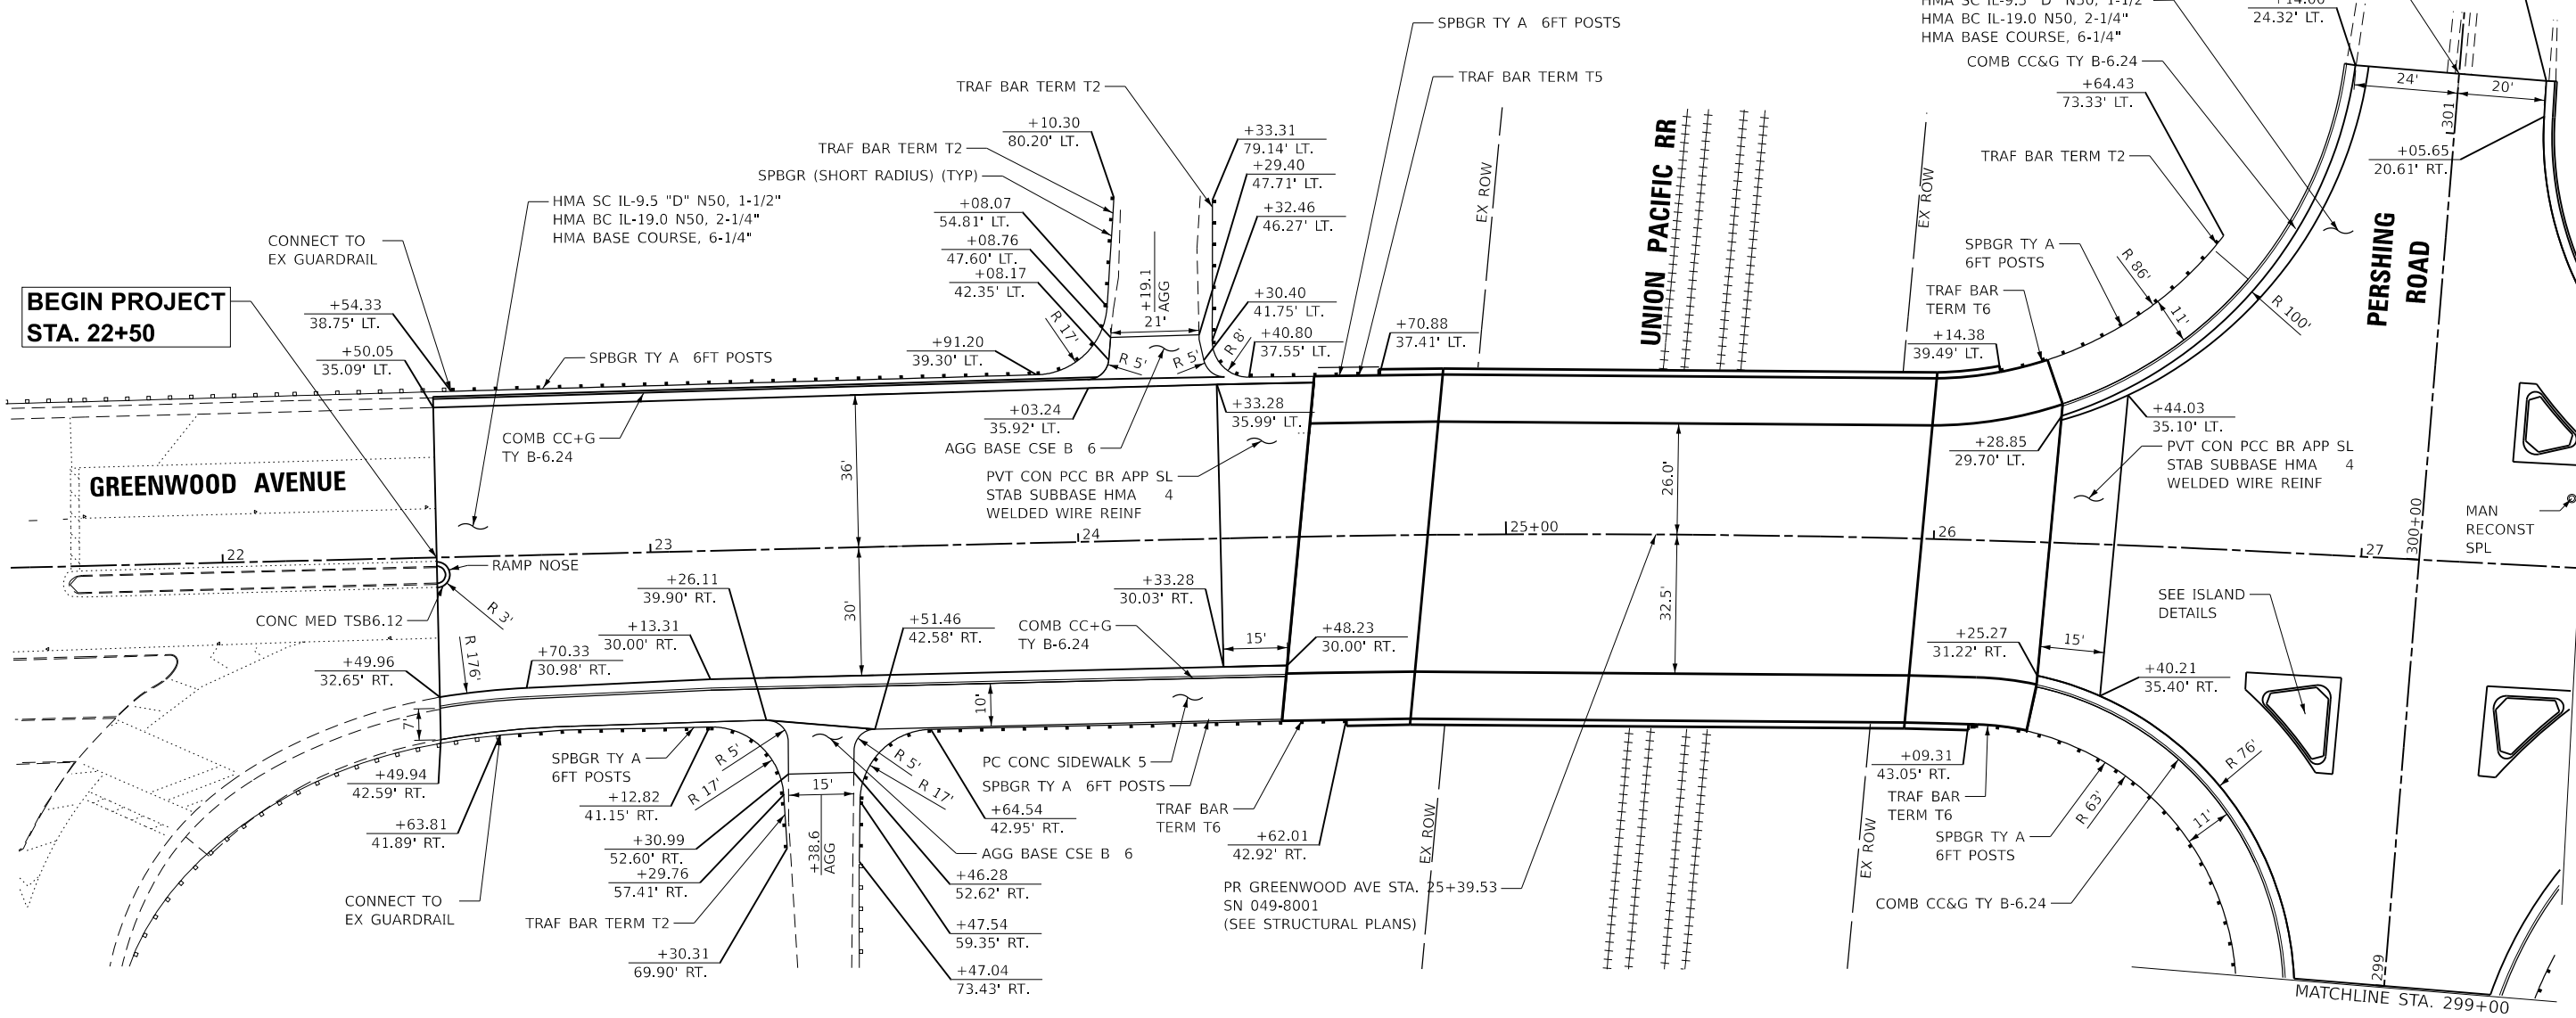 SPBGR TY A 6FT POSTS
TRAF BAR TERM T5
HMA SC IL-9.5 "D" N50, 1-1/2"
HMA BC IL-19.0 N50, 2-1/4"
HMA BASE COURSE, 6-1/4"
+14.00
24.32' LT.
COMB CC&G TY B-6.24
+64.43
73.33' LT.
24'
20'
301
TRAF BAR TERM T2
+10.30
80.20' LT.
TRAF BAR TERM T2
SPBGR (SHORT RADIUS) (TYP)
+33.31
79.14' LT.
+29.40
47.71' LT.
+32.46
46.27' LT.
HMA SC IL-9.5 "D" N50, 1-1/2"
HMA BC IL-19.0 N50, 2-1/4"
HMA BASE COURSE, 6-1/4"
+08.07
54.81' LT.
+08.76
47.60' LT.
+08.17
42.35' LT.
CONNECT TO
EX GUARDRAIL
BEGIN PROJECT
STA. 22+50
+54.33
38.75' LT.
+50.05
35.09' LT.
SPBGR TY A 6FT POSTS
+91.20
39.30' LT.
R 17'
+19.1
AGG
21'
R 5'
R 5'
R 8'
+30.40
41.75' LT.
+40.80
37.55' LT.
+70.88
37.41' LT.
EX ROW
UNION PACIFIC RR
EX ROW
TRAF BAR TERM T2
+05.65
20.61' RT.
SPBGR TY A
6FT POSTS
R 86'
11'
R 100'
TRAF BAR
TERM T6
+14.38
39.49' LT.
PERSHING
ROAD
COMB CC+G
TY B-6.24
+03.24
35.92' LT.
AGG BASE CSE B 6
+33.28
35.99' LT.
PVT CON PCC BR APP SL
STAB SUBBASE HMA 4
WELDED WIRE REINF
36'
26.0'
+28.85
29.70' LT.
+44.03
35.10' LT.
PVT CON PCC BR APP SL
STAB SUBBASE HMA 4
WELDED WIRE REINF
MAN
RECONST
SPL
GREENWOOD AVENUE
22
23
24
25+00
26
27
300+00
RAMP NOSE
R 3'
CONC MED TSB6.12
R 176'
+26.11
39.90' RT.
+13.31
30.00' RT.
+70.33
30.98' RT.
+49.96
32.65' RT.
30'
+51.46
42.58' RT.
COMB CC+G
TY B-6.24
+33.28
30.03' RT.
15'
+48.23
30.00' RT.
32.5'
+25.27
31.22' RT.
15'
+40.21
35.40' RT.
SEE ISLAND
DETAILS
7'
10'
+49.94
42.59' RT.
+63.81
41.89' RT.
SPBGR TY A
6FT POSTS
+12.82
41.15' RT.
R 5'
R 17'
15'
+38.6
AGG
R 5'
R 17'
PC CONC SIDEWALK 5
SPBGR TY A 6FT POSTS
+64.54
42.95' RT.
TRAF BAR
TERM T6
+62.01
42.92' RT.
+30.99
52.60' RT.
+29.76
57.41' RT.
AGG BASE CSE B 6
+46.28
52.62' RT.
CONNECT TO
EX GUARDRAIL
TRAF BAR TERM T2
+30.31
69.90' RT.
+47.54
59.35' RT.
+47.04
73.43' RT.
PR GREENWOOD AVE STA. 25+39.53
SN 049-8001
(SEE STRUCTURAL PLANS)
EX ROW
EX ROW
+09.31
43.05' RT.
TRAF BAR
TERM T6
SPBGR TY A
6FT POSTS
R 63'
R 76'
11'
COMB CC&G TY B-6.24
299
MATCHLINE STA. 299+00